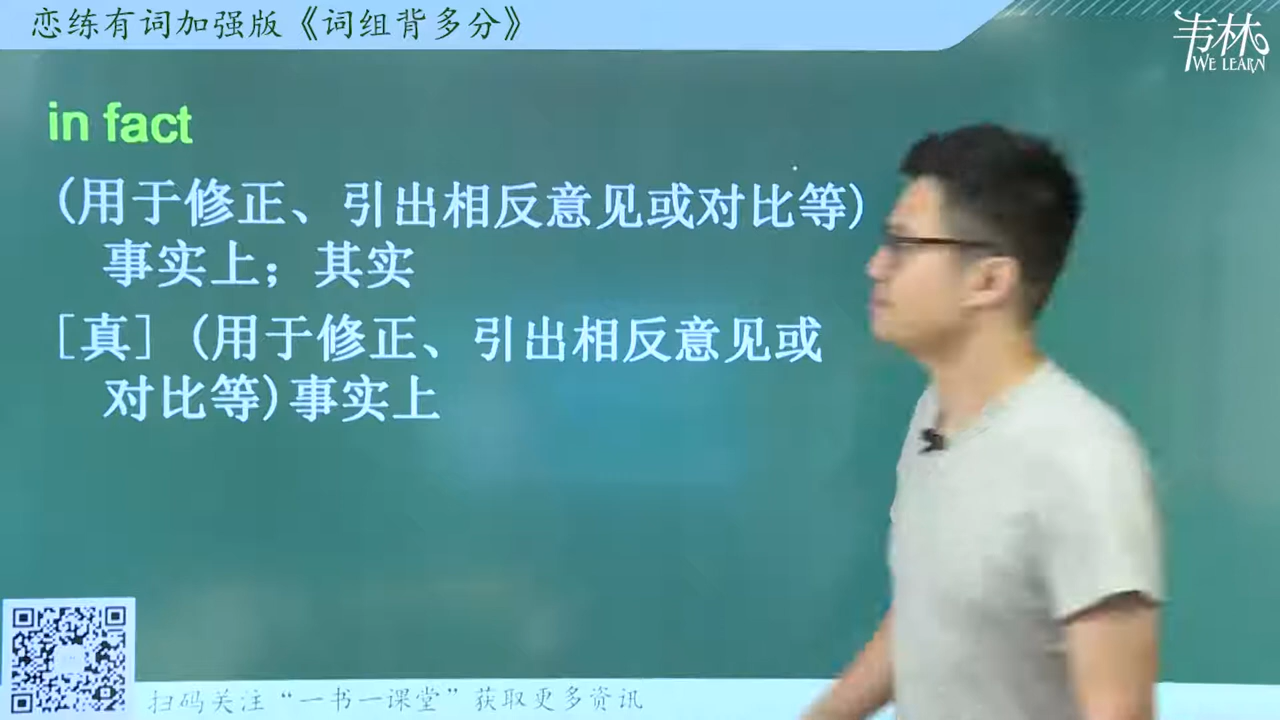 恋练有词加强版《词组背多分》
韦林
WE LEARN
in fact
(用于修正、引出相反意见或对比等)
事实上；其实
[真] (用于修正、引出相反意见或
对比等)事实上
扫码关注“一书一课堂”获取更多资讯